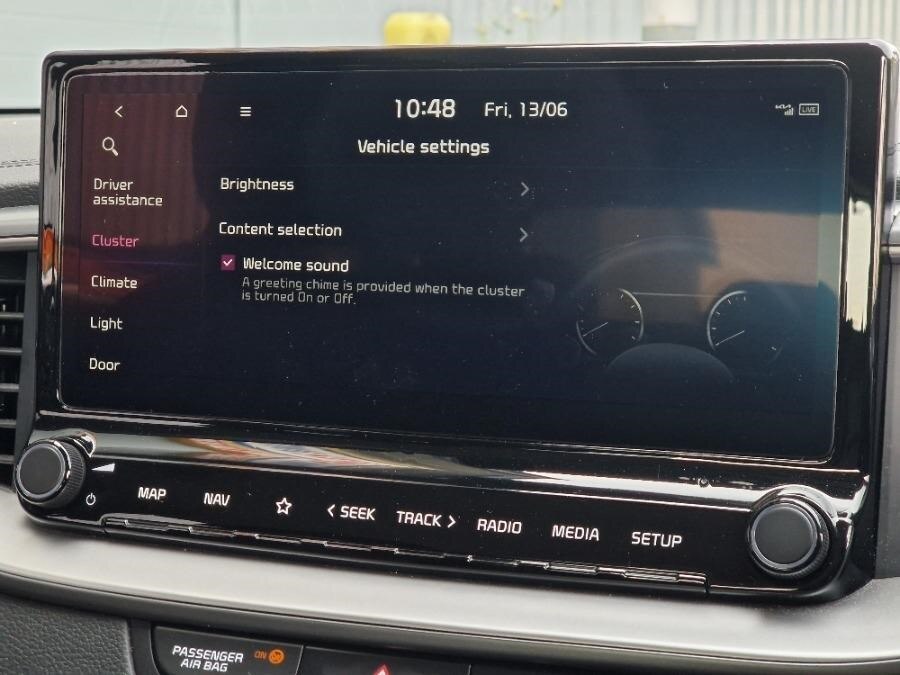 10:48 Fri, 13/06
LIVE
Vehicle settings
Driver
assistance
Cluster
Climate
Light
Door
Brightness
Content selection
Welcome sound
A greeting chime is provided when the cluster
is turned On or Off.
MAP NAV < SEEK TRACK > RADIO MEDIA SETUP
PASSENGER
AIR BAG
ON